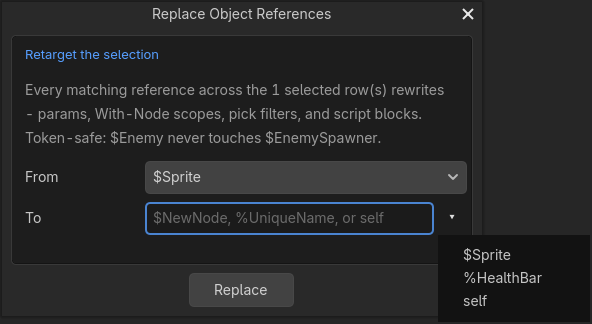 Replace Object References
Retarget the selection
Every matching reference across the 1 selected row(s) rewrites
- params, With-Node scopes, pick filters, and script blocks.
Token-safe: $Enemy never touches $EnemySpawner.
From
$Sprite
To
$NewNode, %UniqueName, or self
$Sprite
%HealthBar
self
Replace